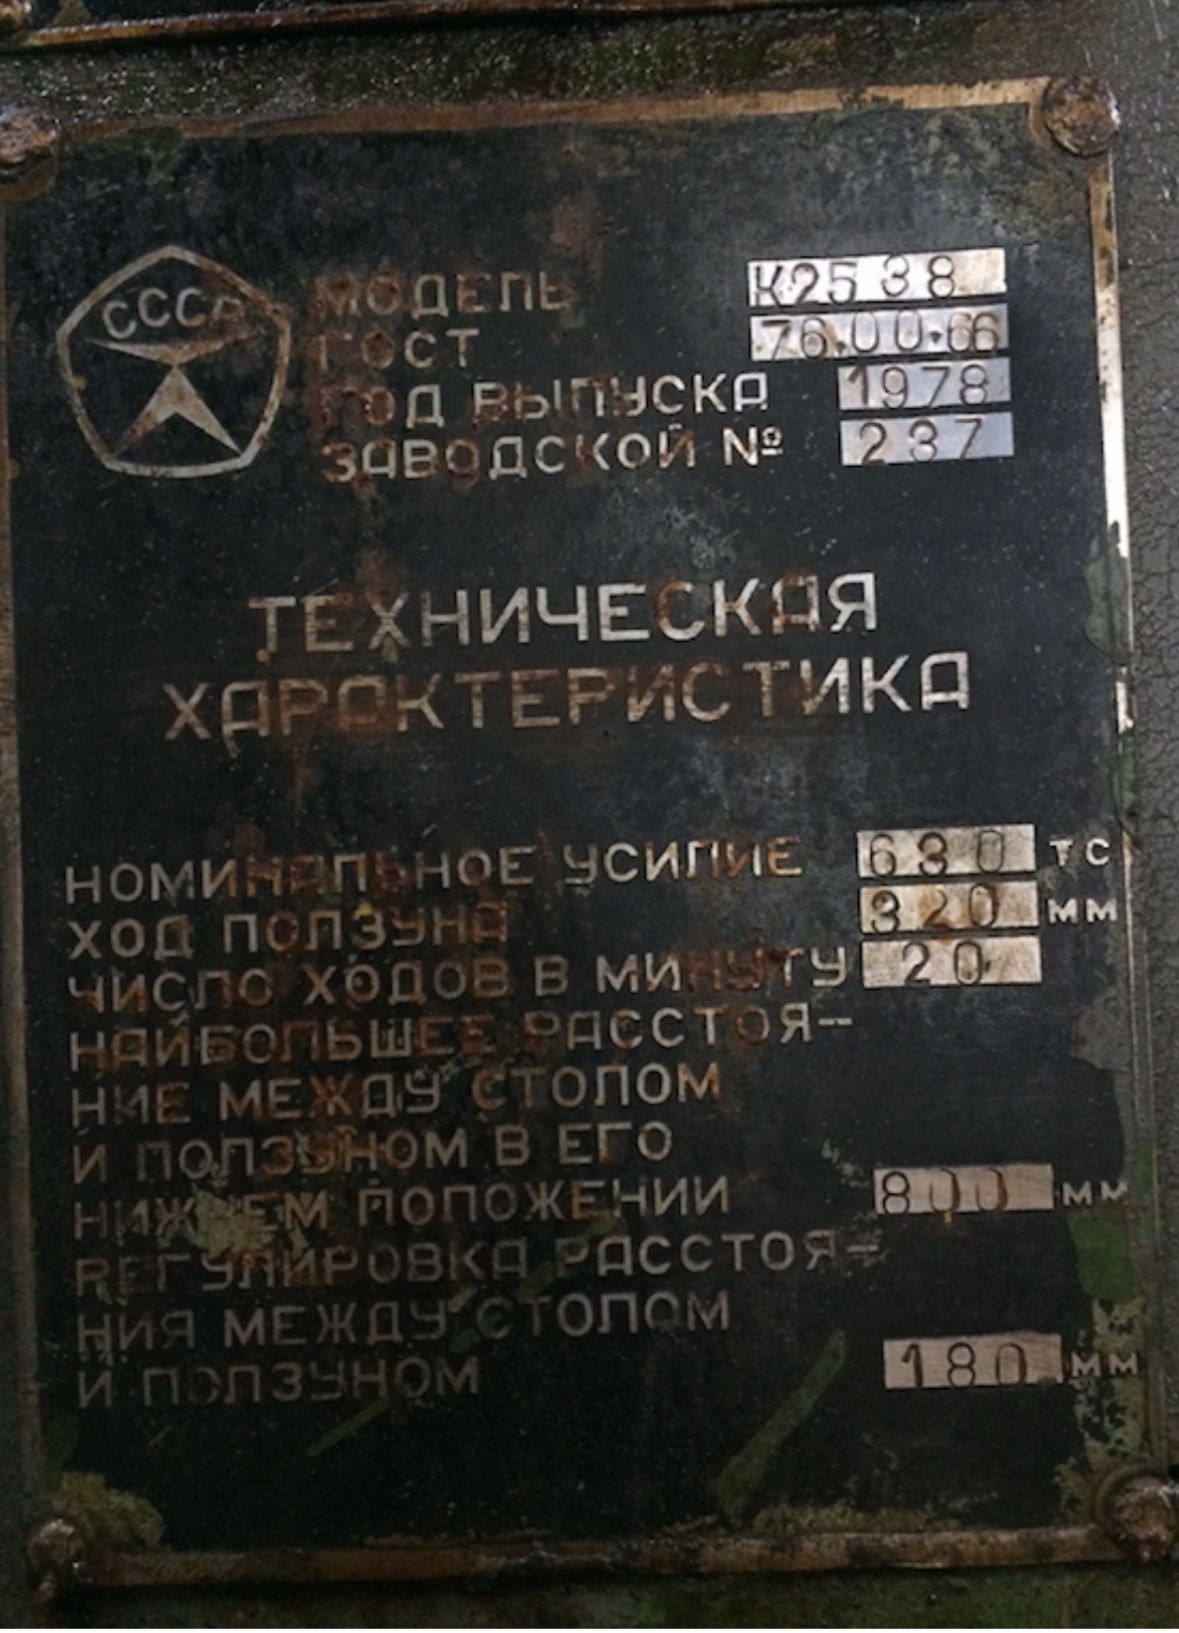 СССР
МОДЕЛЬ К2538
ГОСТ 76.00-66
ГОД ВЫПУСКА 1978
ЗАВОДСКОЙ № 237
ТЕХНИЧЕСКАЯ
ХАРАКТЕРИСТИКА
НОМИНАЛЬНОЕ УСИЛИЕ 630 ТС
ХОД ПОЛЗУНА 320 ММ
ЧИСЛО ХОДОВ В МИНУТУ 20
НАИБОЛЬШЕЕ РАССТОЯ-
НИЕ МЕЖДУ СТОЛОМ
И ПОЛЗУНОМ В ЕГО
НИЖНЕМ ПОЛОЖЕНИИ 800 ММ
РЕГУЛИРОВКА РАССТОЯ-
НИЯ МЕЖДУ СТОЛОМ
И ПОЛЗУНОМ 180 ММ